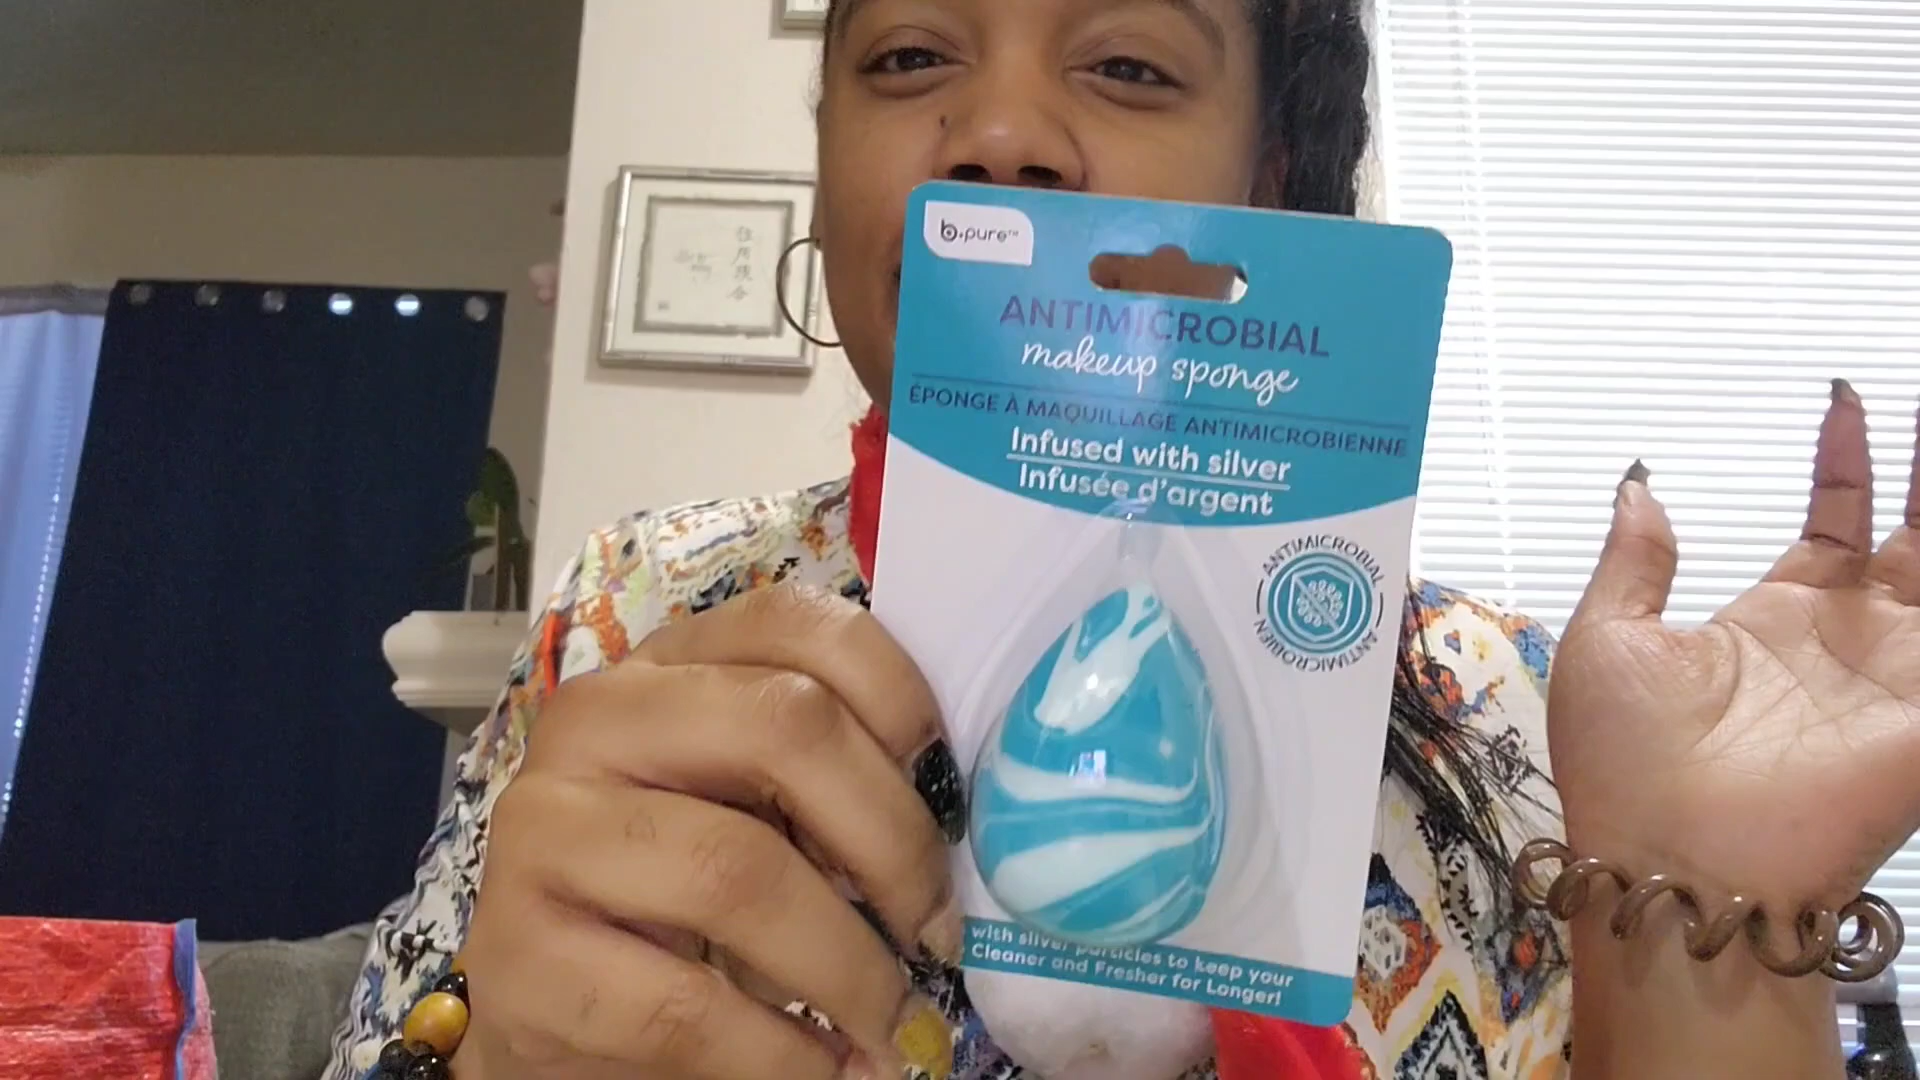 b.pure™
ANTIMICROBIAL
makeup sponge
ÉPONGE À MAQUILLAGE ANTIMICROBIENNE
Infused with silver
Infusée d'argent
ANTIMICROBIAL
ANTIMICROBIEN
with silver particles to keep your
Cleaner and Fresher for Longer!